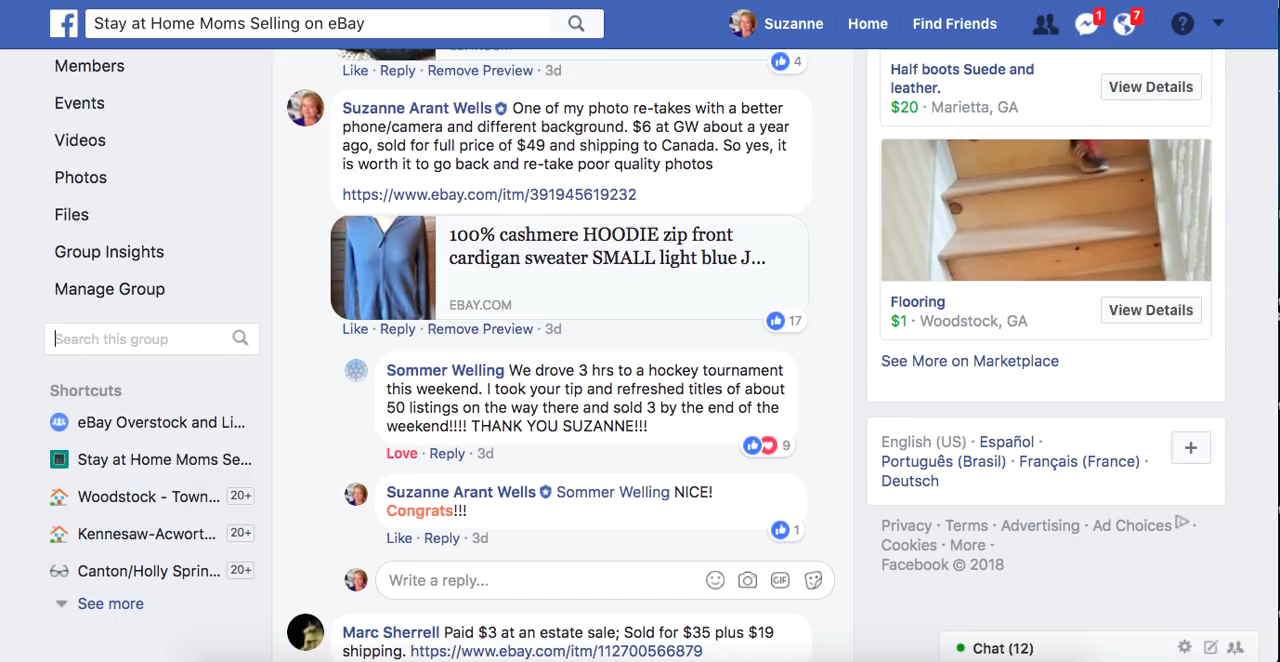 f Stay at Home Moms Selling on eBay Suzanne Home Find Friends 1 7 ?
Members
Events
Videos
Photos
Files
Group Insights
Manage Group
Search this group
Shortcuts
eBay Overstock and Li...
Stay at Home Moms Se...
Woodstock - Town... 20+
Kennesaw-Acwort... 20+
Canton/Holly Sprin... 20+
See more
Like · Reply · Remove Preview · 3d
4
Suzanne Arant Wells One of my photo re-takes with a better
phone/camera and different background. $6 at GW about a year
ago, sold for full price of $49 and shipping to Canada. So yes, it
is worth it to go back and re-take poor quality photos
https://www.ebay.com/itm/391945619232
100% cashmere HOODIE zip front
cardigan sweater SMALL light blue J...
EBAY.COM
17
Like · Reply · Remove Preview · 3d
Sommer Welling We drove 3 hrs to a hockey tournament
this weekend. I took your tip and refreshed titles of about
50 listings on the way there and sold 3 by the end of the
weekend!!!! THANK YOU SUZANNE!!!
9
Love · Reply · 3d
Suzanne Arant Wells Sommer Welling NICE!
Congrats!!!
1
Like · Reply · 3d
Write a reply...
GIF
Marc Sherrell Paid $3 at an estate sale; Sold for $35 plus $19
shipping. https://www.ebay.com/itm/112700566879
Half boots Suede and
leather.
$20 · Marietta, GA
View Details
Flooring
$1 · Woodstock, GA
View Details
See More on Marketplace
English (US) · Español ·
Português (Brasil) · Français (France) ·
Deutsch
+
Privacy · Terms · Advertising · Ad Choices ·
Cookies · More
Facebook © 2018
Chat (12)